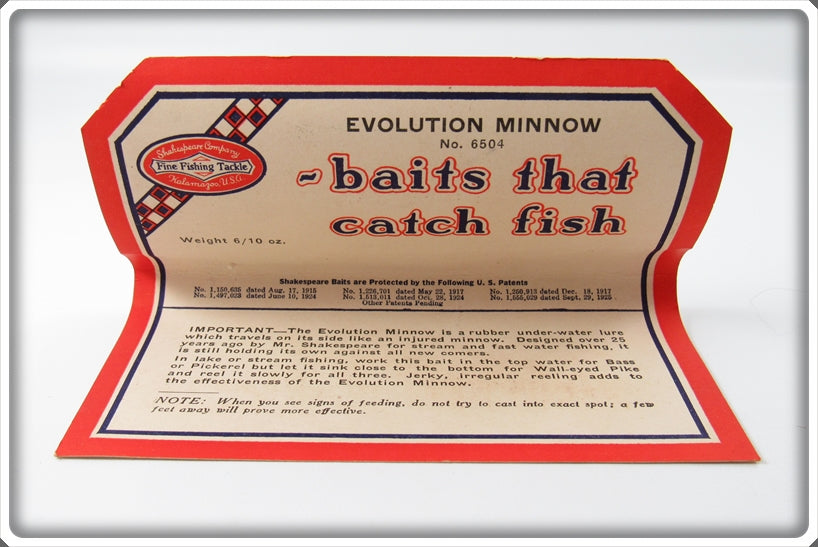 EVOLUTION MINNOW
No. 6504
Shakespeare Company
Fine Fishing Tackle
Kalamazoo, U.S.A.
~baits that
catch fish
Weight 6/10 oz.
Shakespeare Baits are Protected by the Following U. S. Patents
No. 1,150,635 dated Aug. 17, 1915 No. 1,226,701 dated May 22, 1917 No. 1,250,913 dated Dec. 18, 1917
No. 1,497,023 dated June 10, 1924 No. 1,513,011 dated Oct. 28, 1924 No. 1,555,029 dated Sept. 29, 1925
Other Patents Pending
IMPORTANT—The Evolution Minnow is a rubber under-water lure
which travels on its side like an injured minnow. Designed over 25
years ago by Mr. Shakespeare for stream and fast water fishing, it
is still holding its own against all new comers.
In lake or stream fishing, work this bait in the top water for Bass
or Pickerel but let it sink close to the bottom for Wall-eyed Pike
and reel it slowly for all three. Jerky, irregular reeling adds to
the effectiveness of the Evolution Minnow.
NOTE: When you see signs of feeding, do not try to cast into exact spot; a few
feet away will prove more effective.